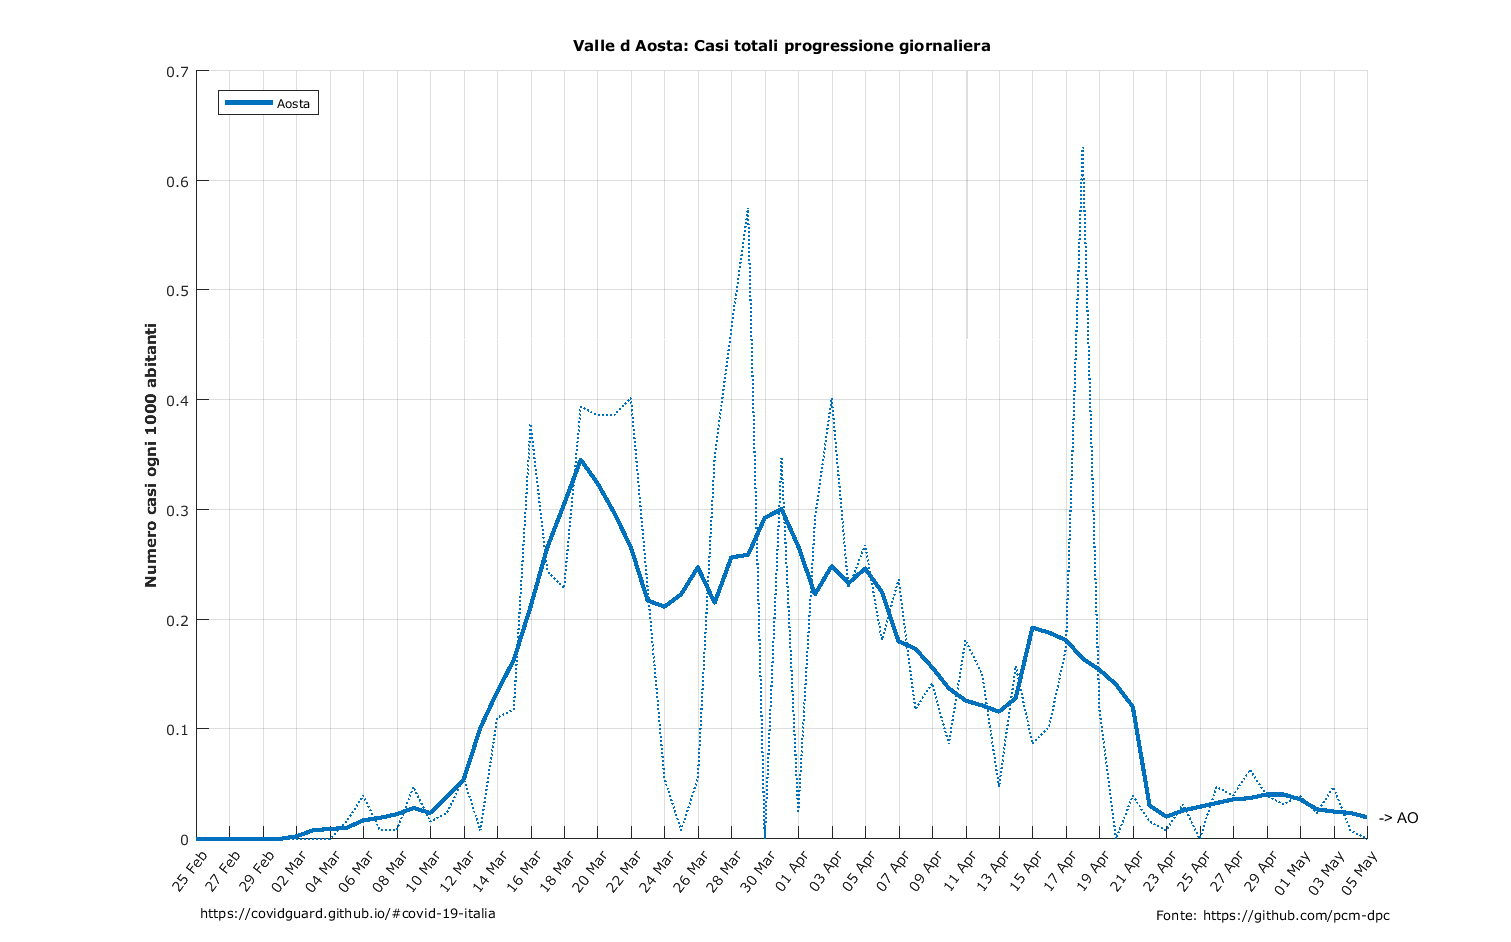 Valle d Aosta: Casi totali progressione giornaliera
Aosta
Numero casi ogni 1000 abitanti
0.7
0.6
0.5
0.4
0.3
0.2
0.1
0
-> AO
25 Feb
27 Feb
29 Feb
02 Mar
04 Mar
06 Mar
08 Mar
10 Mar
12 Mar
14 Mar
16 Mar
18 Mar
20 Mar
22 Mar
24 Mar
26 Mar
28 Mar
30 Mar
01 Apr
03 Apr
05 Apr
07 Apr
09 Apr
11 Apr
13 Apr
15 Apr
17 Apr
19 Apr
21 Apr
23 Apr
25 Apr
27 Apr
29 Apr
01 May
03 May
05 May
https://covidguard.github.io/#covid-19-italia
Fonte: https://github.com/pcm-dpc